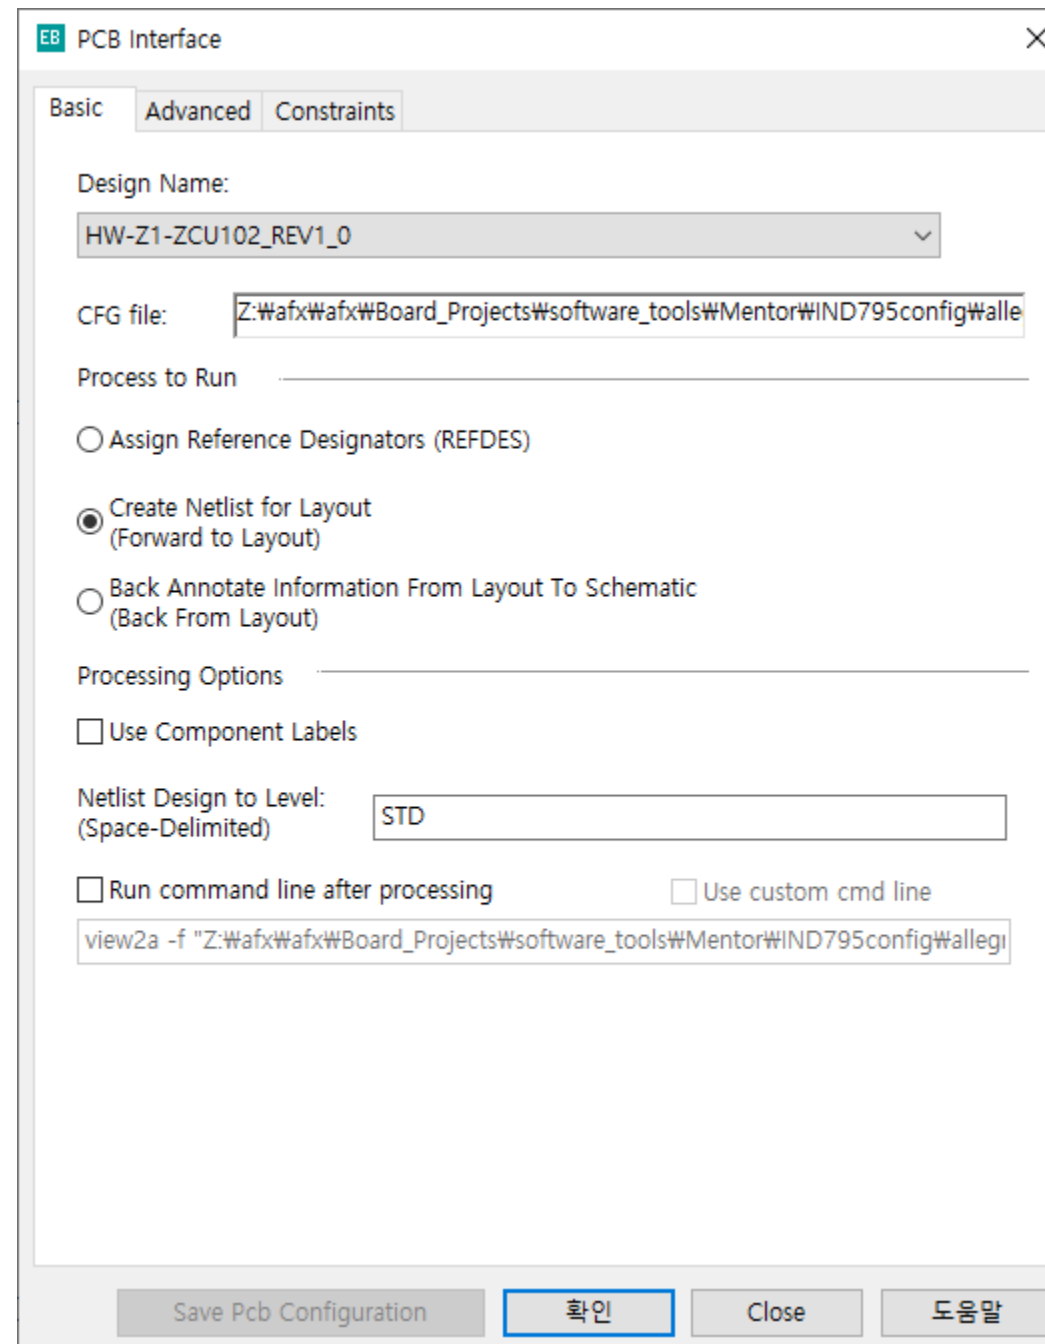 EB PCB Interface
Basic Advanced Constraints
Design Name:
HW-Z1-ZCU102_REV1_0
CFG file: Z:₩afx₩afx₩Board_Projects₩software_tools₩Mentor₩IND795config₩alle
Process to Run
Assign Reference Designators (REFDES)
Create Netlist for Layout
(Forward to Layout)
Back Annotate Information From Layout To Schematic
(Back From Layout)
Processing Options
Use Component Labels
Netlist Design to Level:
(Space-Delimited)
STD
Run command line after processing Use custom cmd line
view2a -f "Z:₩afx₩afx₩Board_Projects₩software_tools₩Mentor₩IND795config₩alleg
Save Pcb Configuration 확인 Close 도움말